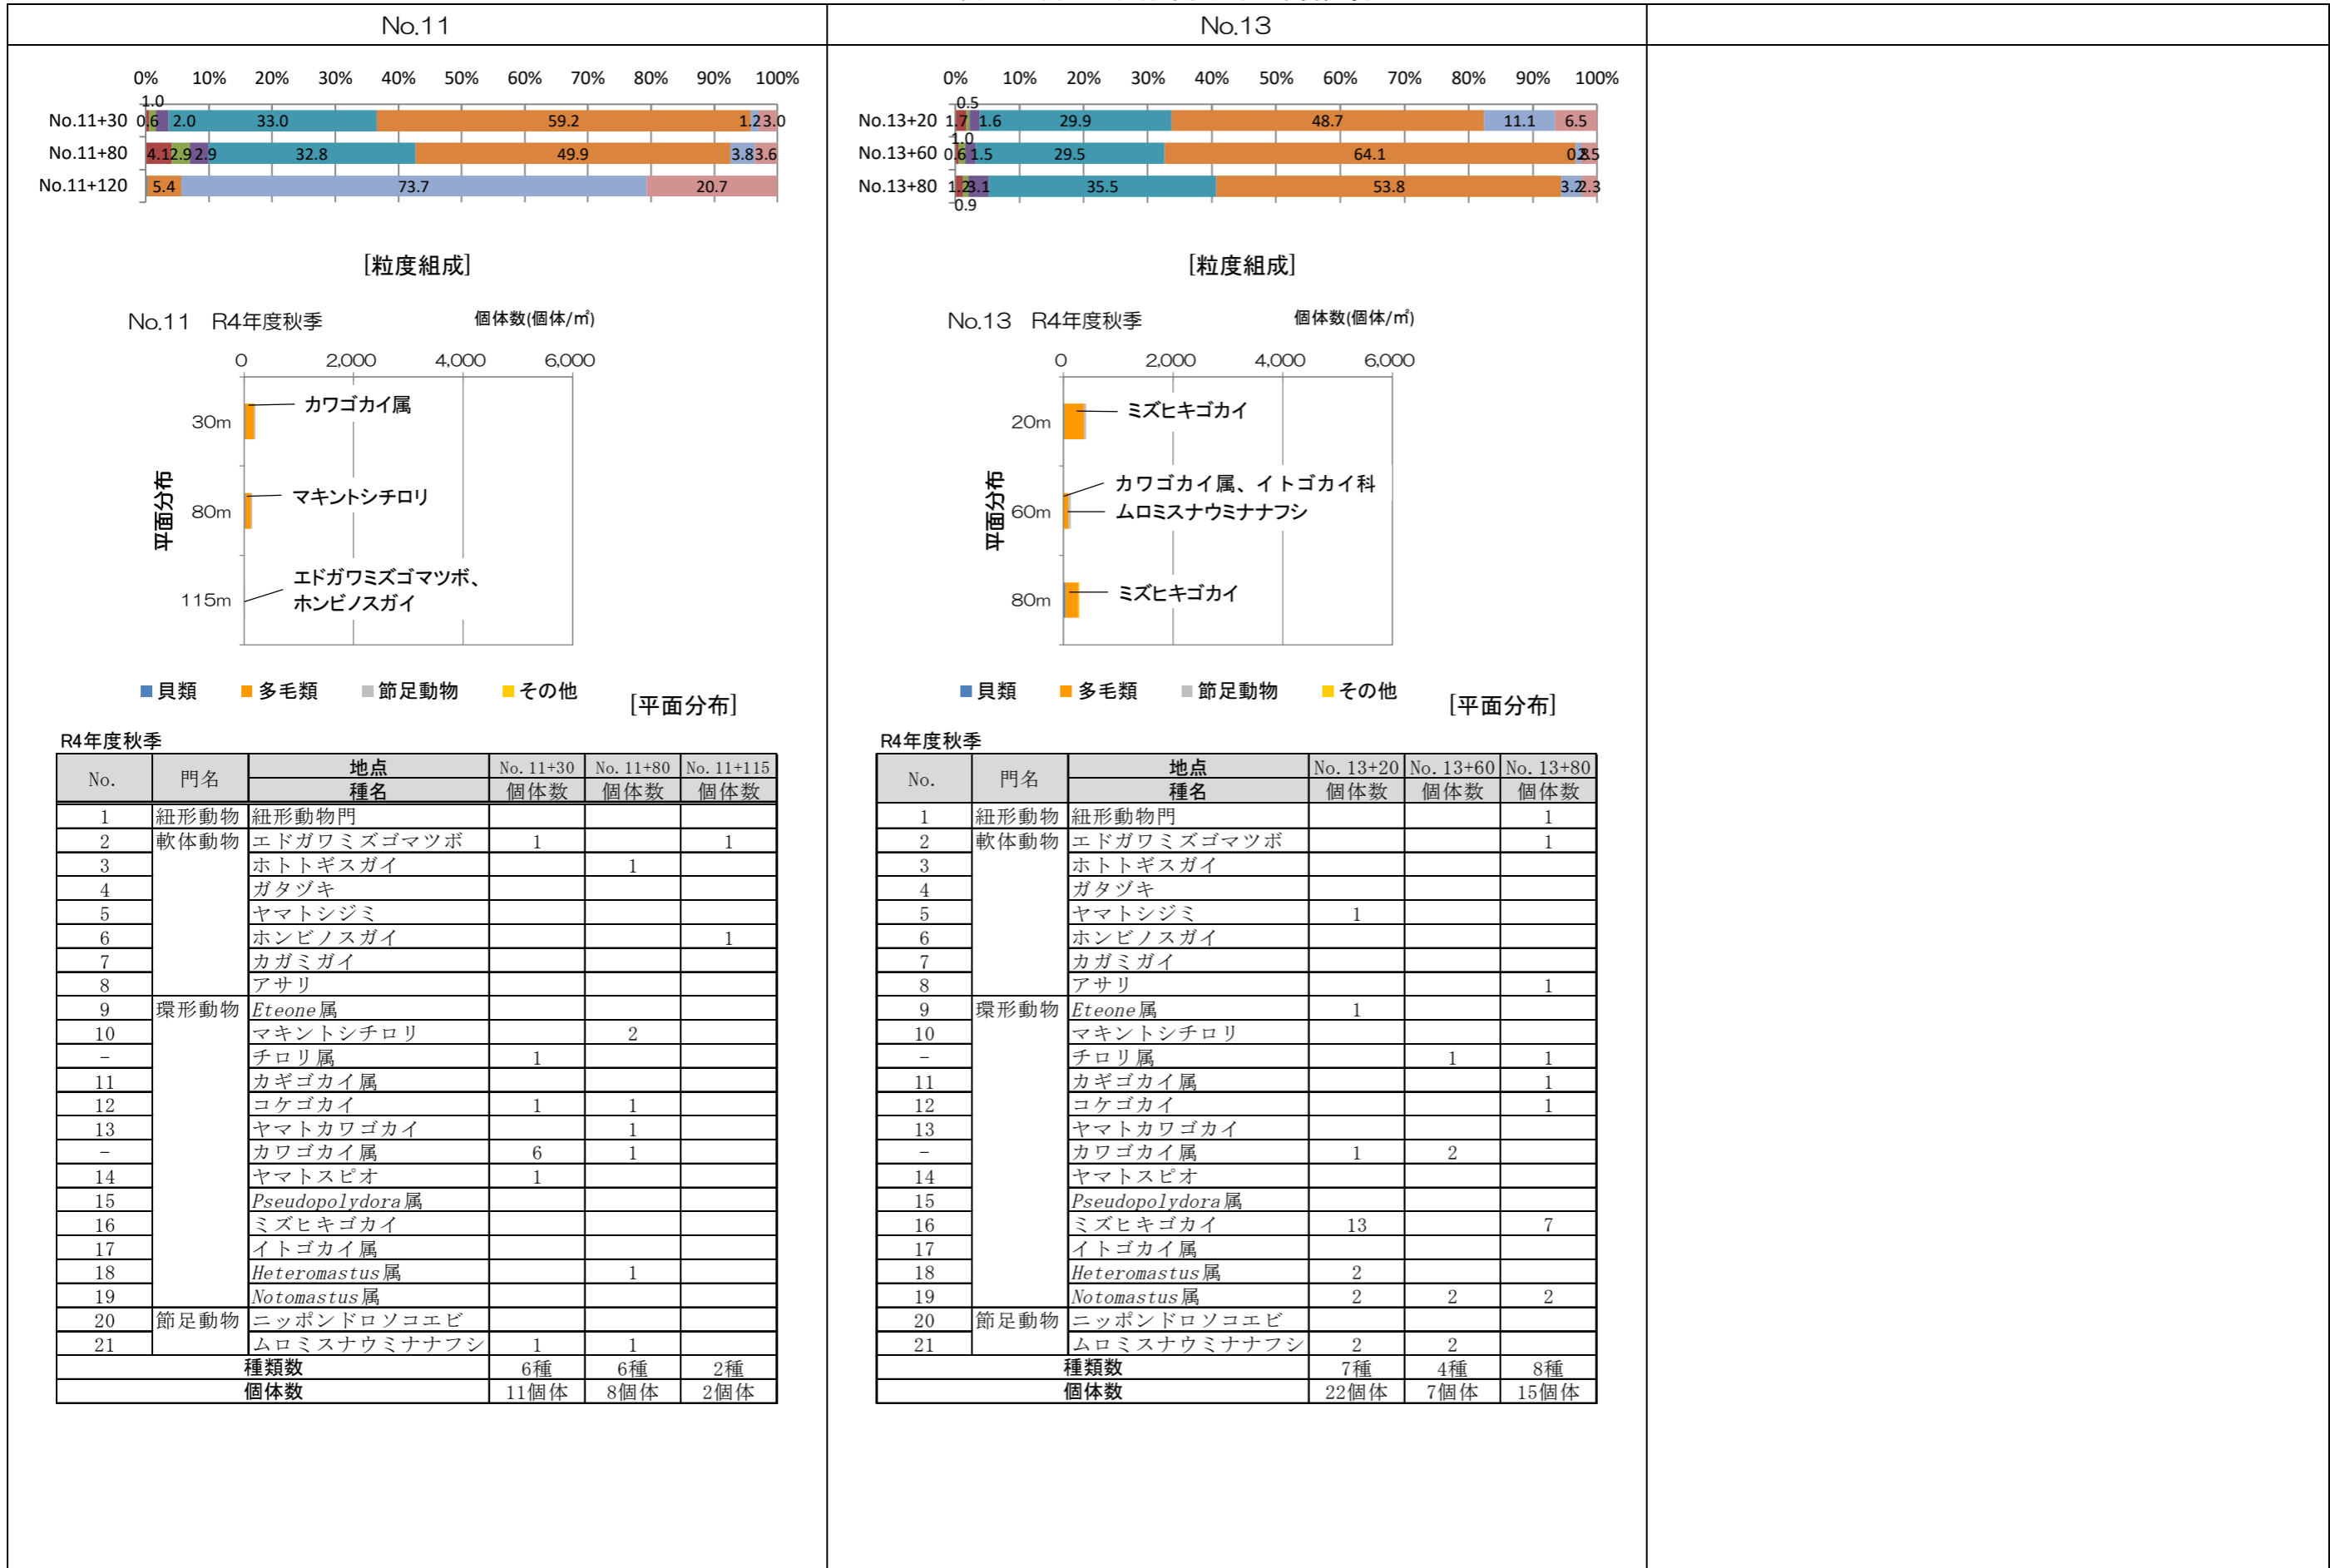 No.11
No.13
0% 10% 20% 30% 40% 50% 60% 70% 80% 90% 100%
1.0
No.11+30 0.6 2.0 33.0 59.2 1.2 3.0
No.11+80 4.1 2.9 2.9 32.8 49.9 3.8 3.6
No.11+120 5.4 73.7 20.7
[粒度組成]
No.11 R4年度秋季 個体数(個体/㎡)
0 2,000 4,000 6,000
カワゴカイ属
30m
マキントシチロリ
80m
平面分布
エドガワミズゴマツボ、
ホンビノスガイ
115m
貝類 多毛類 節足動物 その他
[平面分布]
R4年度秋季
No. 門名 地点 No.11+30 No.11+80 No.11+115
種名 個体数 個体数 個体数
1 紐形動物 紐形動物門
2 軟体動物 エドガワミズゴマツボ 1 1
3 ホトトギスガイ 1
4 ガタヅキ
5 ヤマトシジミ
6 ホンビノスガイ 1
7 カガミガイ
8 アサリ
9 環形動物 Eteone属
10 マキントシチロリ 2
- チロリ属 1
11 カギゴカイ属
12 コケゴカイ 1 1
13 ヤマトカワゴカイ 1
- カワゴカイ属 6 1
14 ヤマトスピオ 1
15 Pseudopolydora属
16 ミズヒキゴカイ
17 イトゴカイ属
18 Heteromastus属 1
19 Notomastus属
20 節足動物 ニッポンドロソコエビ
21 ムロミスナウミナナフシ 1 1
種類数 6種 6種 2種
個体数 11個体 8個体 2個体
0% 10% 20% 30% 40% 50% 60% 70% 80% 90% 100%
0.5
No.13+20 1.7 1.6 29.9 48.7 11.1 6.5
1.0
No.13+60 0.6 1.5 29.5 64.1
No.13+80 1.2 3.1 35.5 53.8 3.2 2.3
0.9
[粒度組成]
No.13 R4年度秋季 個体数(個体/㎡)
0 2,000 4,000 6,000
ミズヒキゴカイ
20m
カワゴカイ属、イトゴカイ科
60m ムロミスナウミナナフシ
平面分布
ミズヒキゴカイ
80m
貝類 多毛類 節足動物 その他
[平面分布]
R4年度秋季
No. 門名 地点 No.13+20 No.13+60 No.13+80
種名 個体数 個体数 個体数
1 紐形動物 紐形動物門 1
2 軟体動物 エドガワミズゴマツボ 1
3 ホトトギスガイ
4 ガタヅキ
5 ヤマトシジミ 1
6 ホンビノスガイ
7 カガミガイ
8 アサリ 1
9 環形動物 Eteone属 1
10 マキントシチロリ
- チロリ属 1 1
11 カギゴカイ属 1
12 コケゴカイ 1
13 ヤマトカワゴカイ
- カワゴカイ属 1 2
14 ヤマトスピオ
15 Pseudopolydora属
16 ミズヒキゴカイ 13 7
17 イトゴカイ属
18 Heteromastus属 2
19 Notomastus属 2 2 2
20 節足動物 ニッポンドロソコエビ
21 ムロミスナウミナナフシ 2 2
種類数 7種 4種 8種
個体数 22個体 7個体 15個体